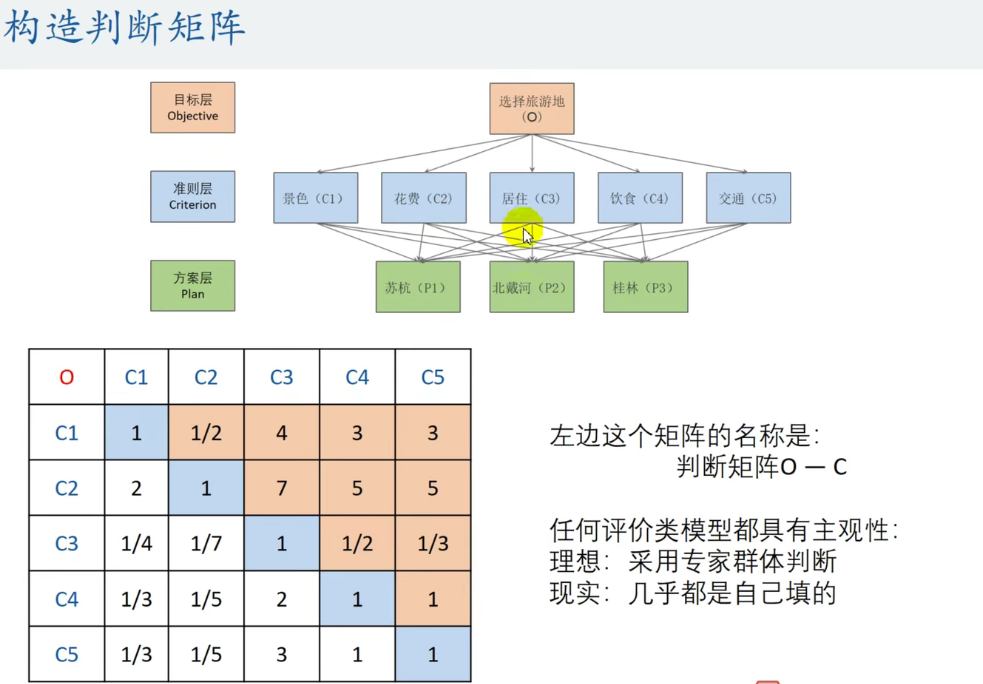 构造判断矩阵
目标层
Objective
选择旅游地
（O）
准则层
Criterion
景色（C1）
花费（C2)
居住（C3)
饮食（C4)
交通（C5)
方案层
Plan
苏杭（P1）
北戴河（P2）
桂林（P3）
O C1 C2 C3 C4 C5
C1 1 1/2 4 3 3
C2 2 1 7 5 5
C3 1/4 1/7 1 1/2 1/3
C4 1/3 1/5 2 1 1
C5 1/3 1/5 3 1 1
左边这个矩阵的名称是：
判断矩阵O — C
任何评价类模型都具有主观性：
理想：采用专家群体判断
现实：几乎都是自己填的